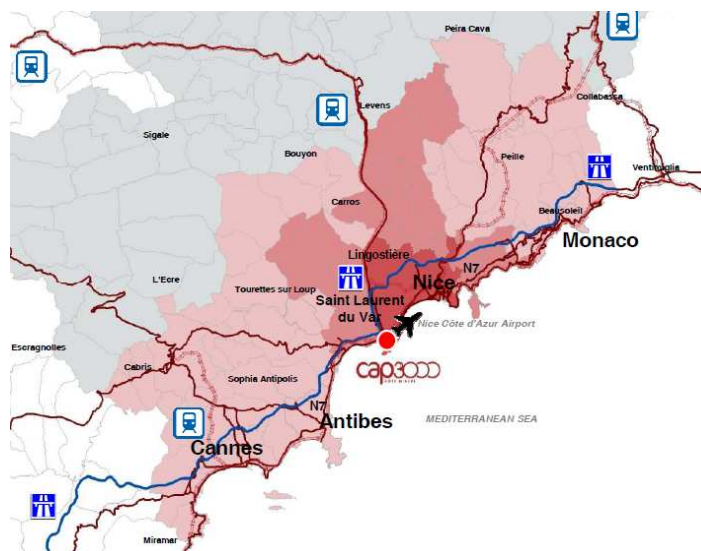 Peira Cava
Collabassa
Levens
Sigale
Bouyon
Peille
Ventimiglia
Carros
Beausoleil
Monaco
Lingostière
N7
L'Ecre
Tourettes sur Loup
Nice
Saint Laurent
du Var
Nice Côte d'Azur Airport
Escragnolles
Cabris
cap3000
Sophia Antipolis
N7
Antibes
MEDITERRANEAN SEA
Cannes
Miramar